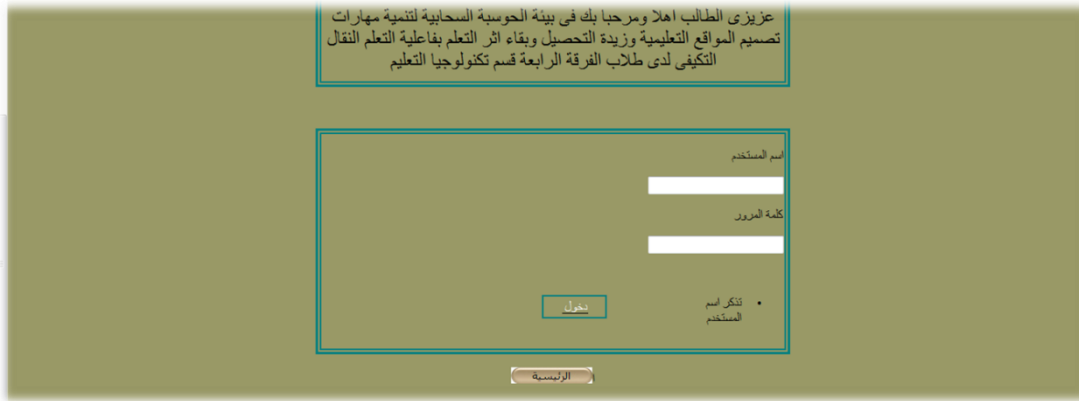 عزيزى الطالب اهلا ومرحبا بك فى بيئة الحوسبة السحابية لتنمية مهارات
تصميم المواقع التعليمية وزيدة التحصيل وبقاء اثر التعلم بفاعلية التعلم النقال
التكيفى لدى طلاب الفرقة الرابعة قسم تكنولوجيا التعليم
اسم المستخدم
كلمة المرور
تذكر اسم
المستخدم
دخول
الرئيسية